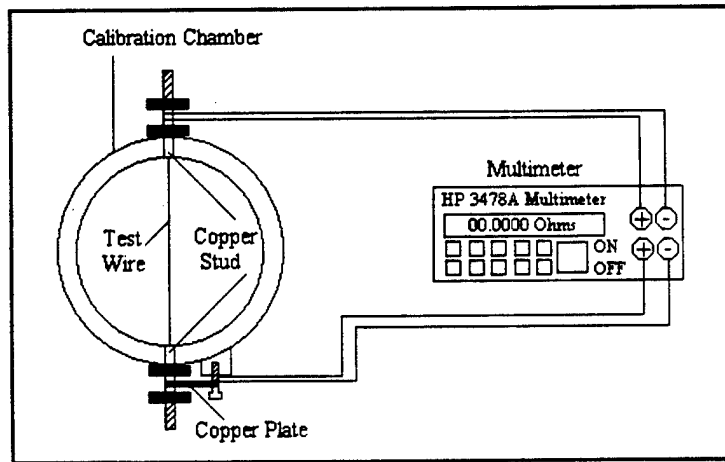 Calibration Chamber
Multimeter
HP 3478A Multimeter
00.0000 Ohms
+ -
ON
+ -
OFF
Test
Wire
Copper
Stud
Copper Plate